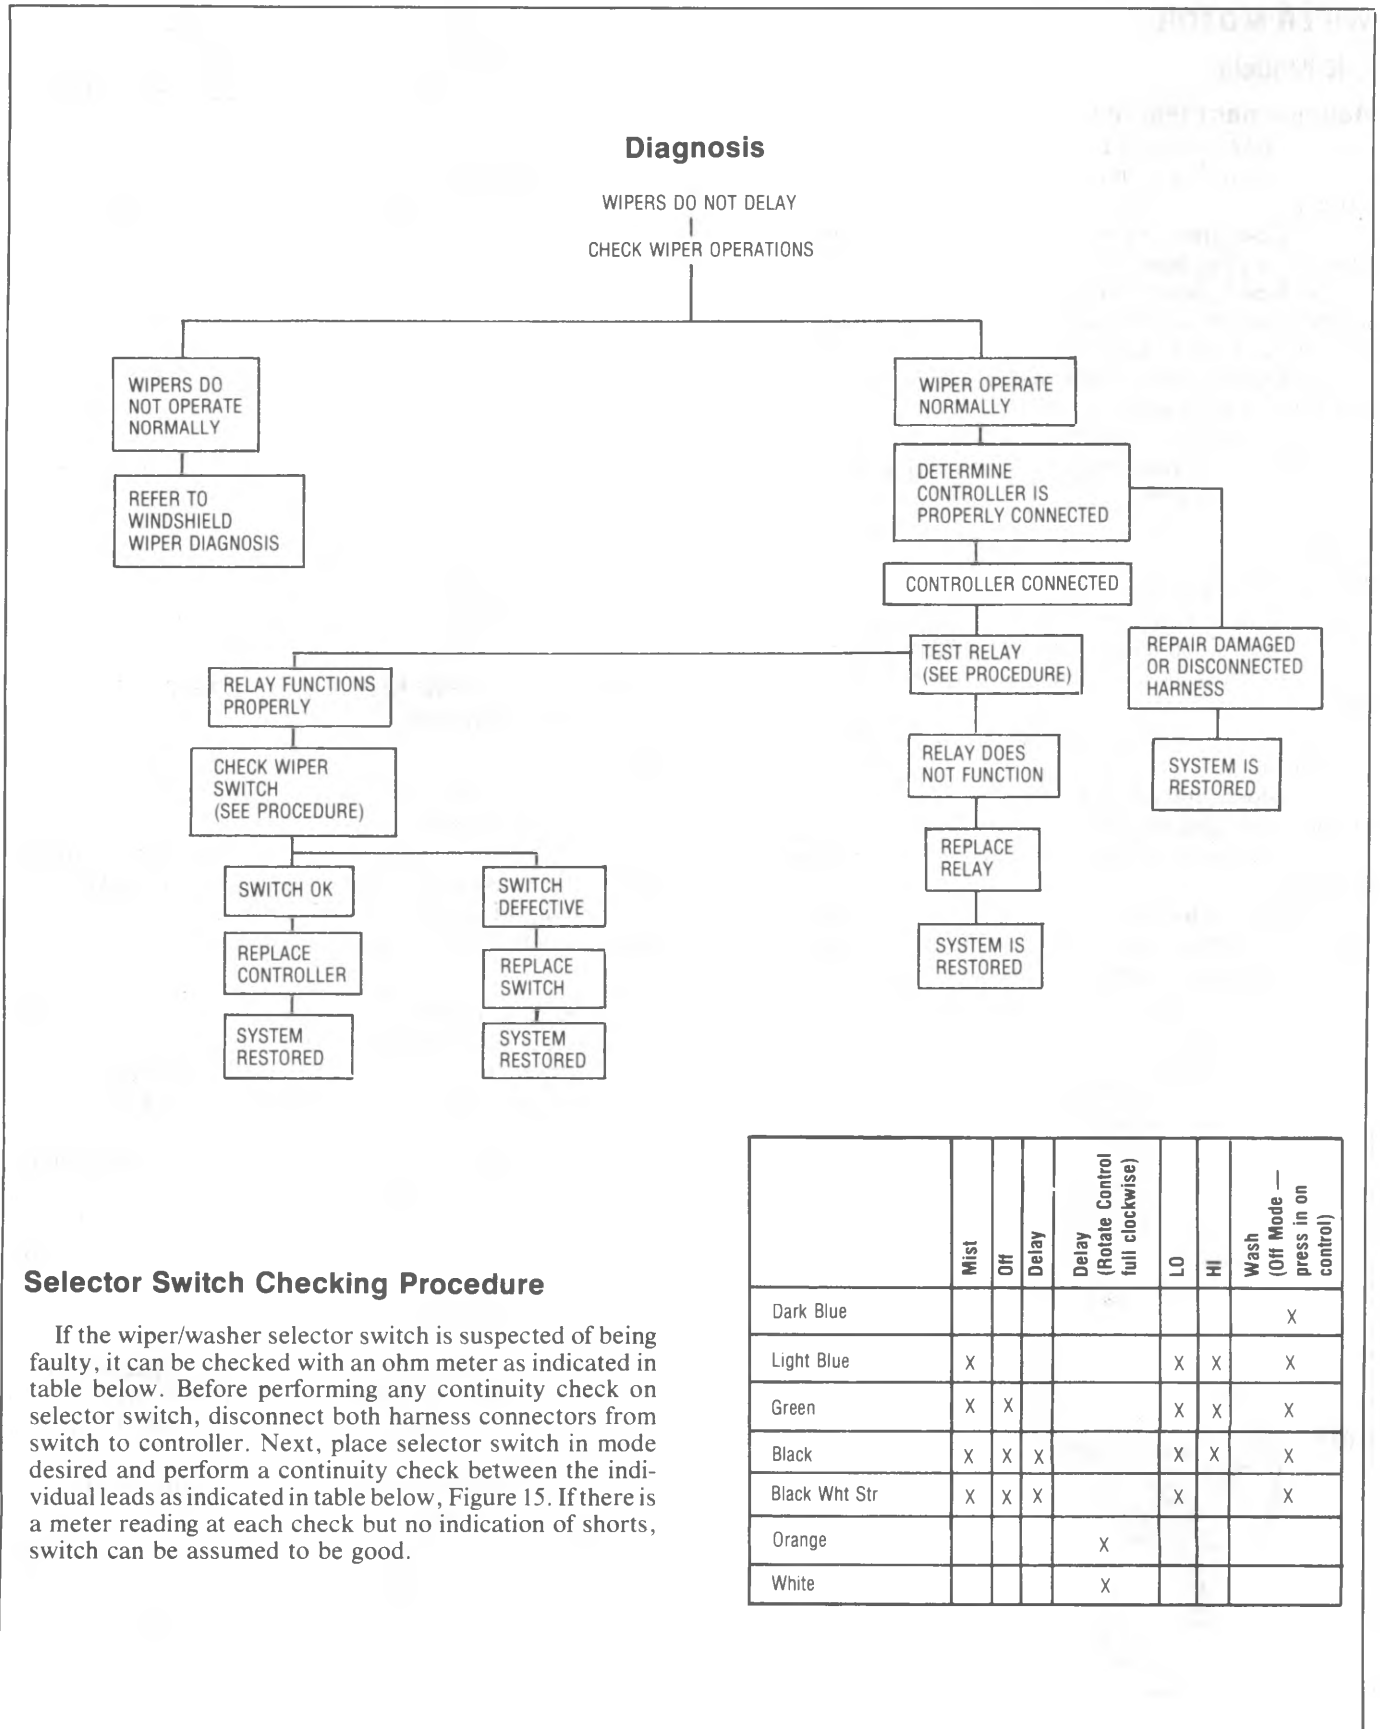 Diagnosis
WIPERS DO NOT DELAY
CHECK WIPER OPERATIONS
WIPERS DO
NOT OPERATE
NORMALLY
REFER TO
WINDSHIELD
WIPER DIAGNOSIS
WIPER OPERATE
NORMALLY
DETERMINE
CONTROLLER IS
PROPERLY CONNECTED
CONTROLLER CONNECTED
TEST RELAY
(SEE PROCEDURE)
REPAIR DAMAGED
OR DISCONNECTED
HARNESS
RELAY FUNCTIONS
PROPERLY
RELAY DOES
NOT FUNCTION
SYSTEM IS
RESTORED
CHECK WIPER
SWITCH
(SEE PROCEDURE)
REPLACE
RELAY
SWITCH OK
SWITCH
DEFECTIVE
SYSTEM IS
RESTORED
REPLACE
CONTROLLER
REPLACE
SWITCH
SYSTEM
RESTORED
SYSTEM
RESTORED
Selector Switch Checking Procedure
If the wiper/washer selector switch is suspected of being
faulty, it can be checked with an ohm meter as indicated in
table below. Before performing any continuity check on
selector switch, disconnect both harness connectors from
switch to controller. Next, place selector switch in mode
desired and perform a continuity check between the indi-
vidual leads as indicated in table below, Figure 15. If there is
a meter reading at each check but no indication of shorts,
switch can be assumed to be good.
Mist
Off
Delay
Delay
(Rotate Control
full clockwise)
LO
HI
Wash
(Off Mode —
press in on
control)
Dark Blue X
Light Blue X X X X
Green X X X X X
Black X X X X X X
Black Wht Str X X X X X
Orange X
White X